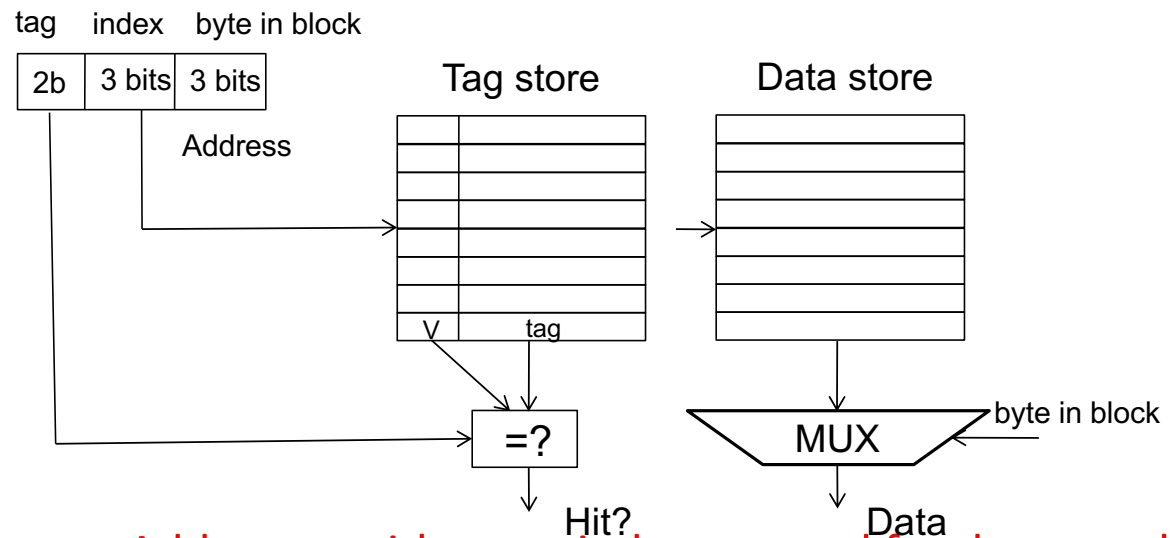 tag index byte in block
2b 3 bits 3 bits
Tag store Data store
Address
V tag
=? MUX byte in block
Hit? Data